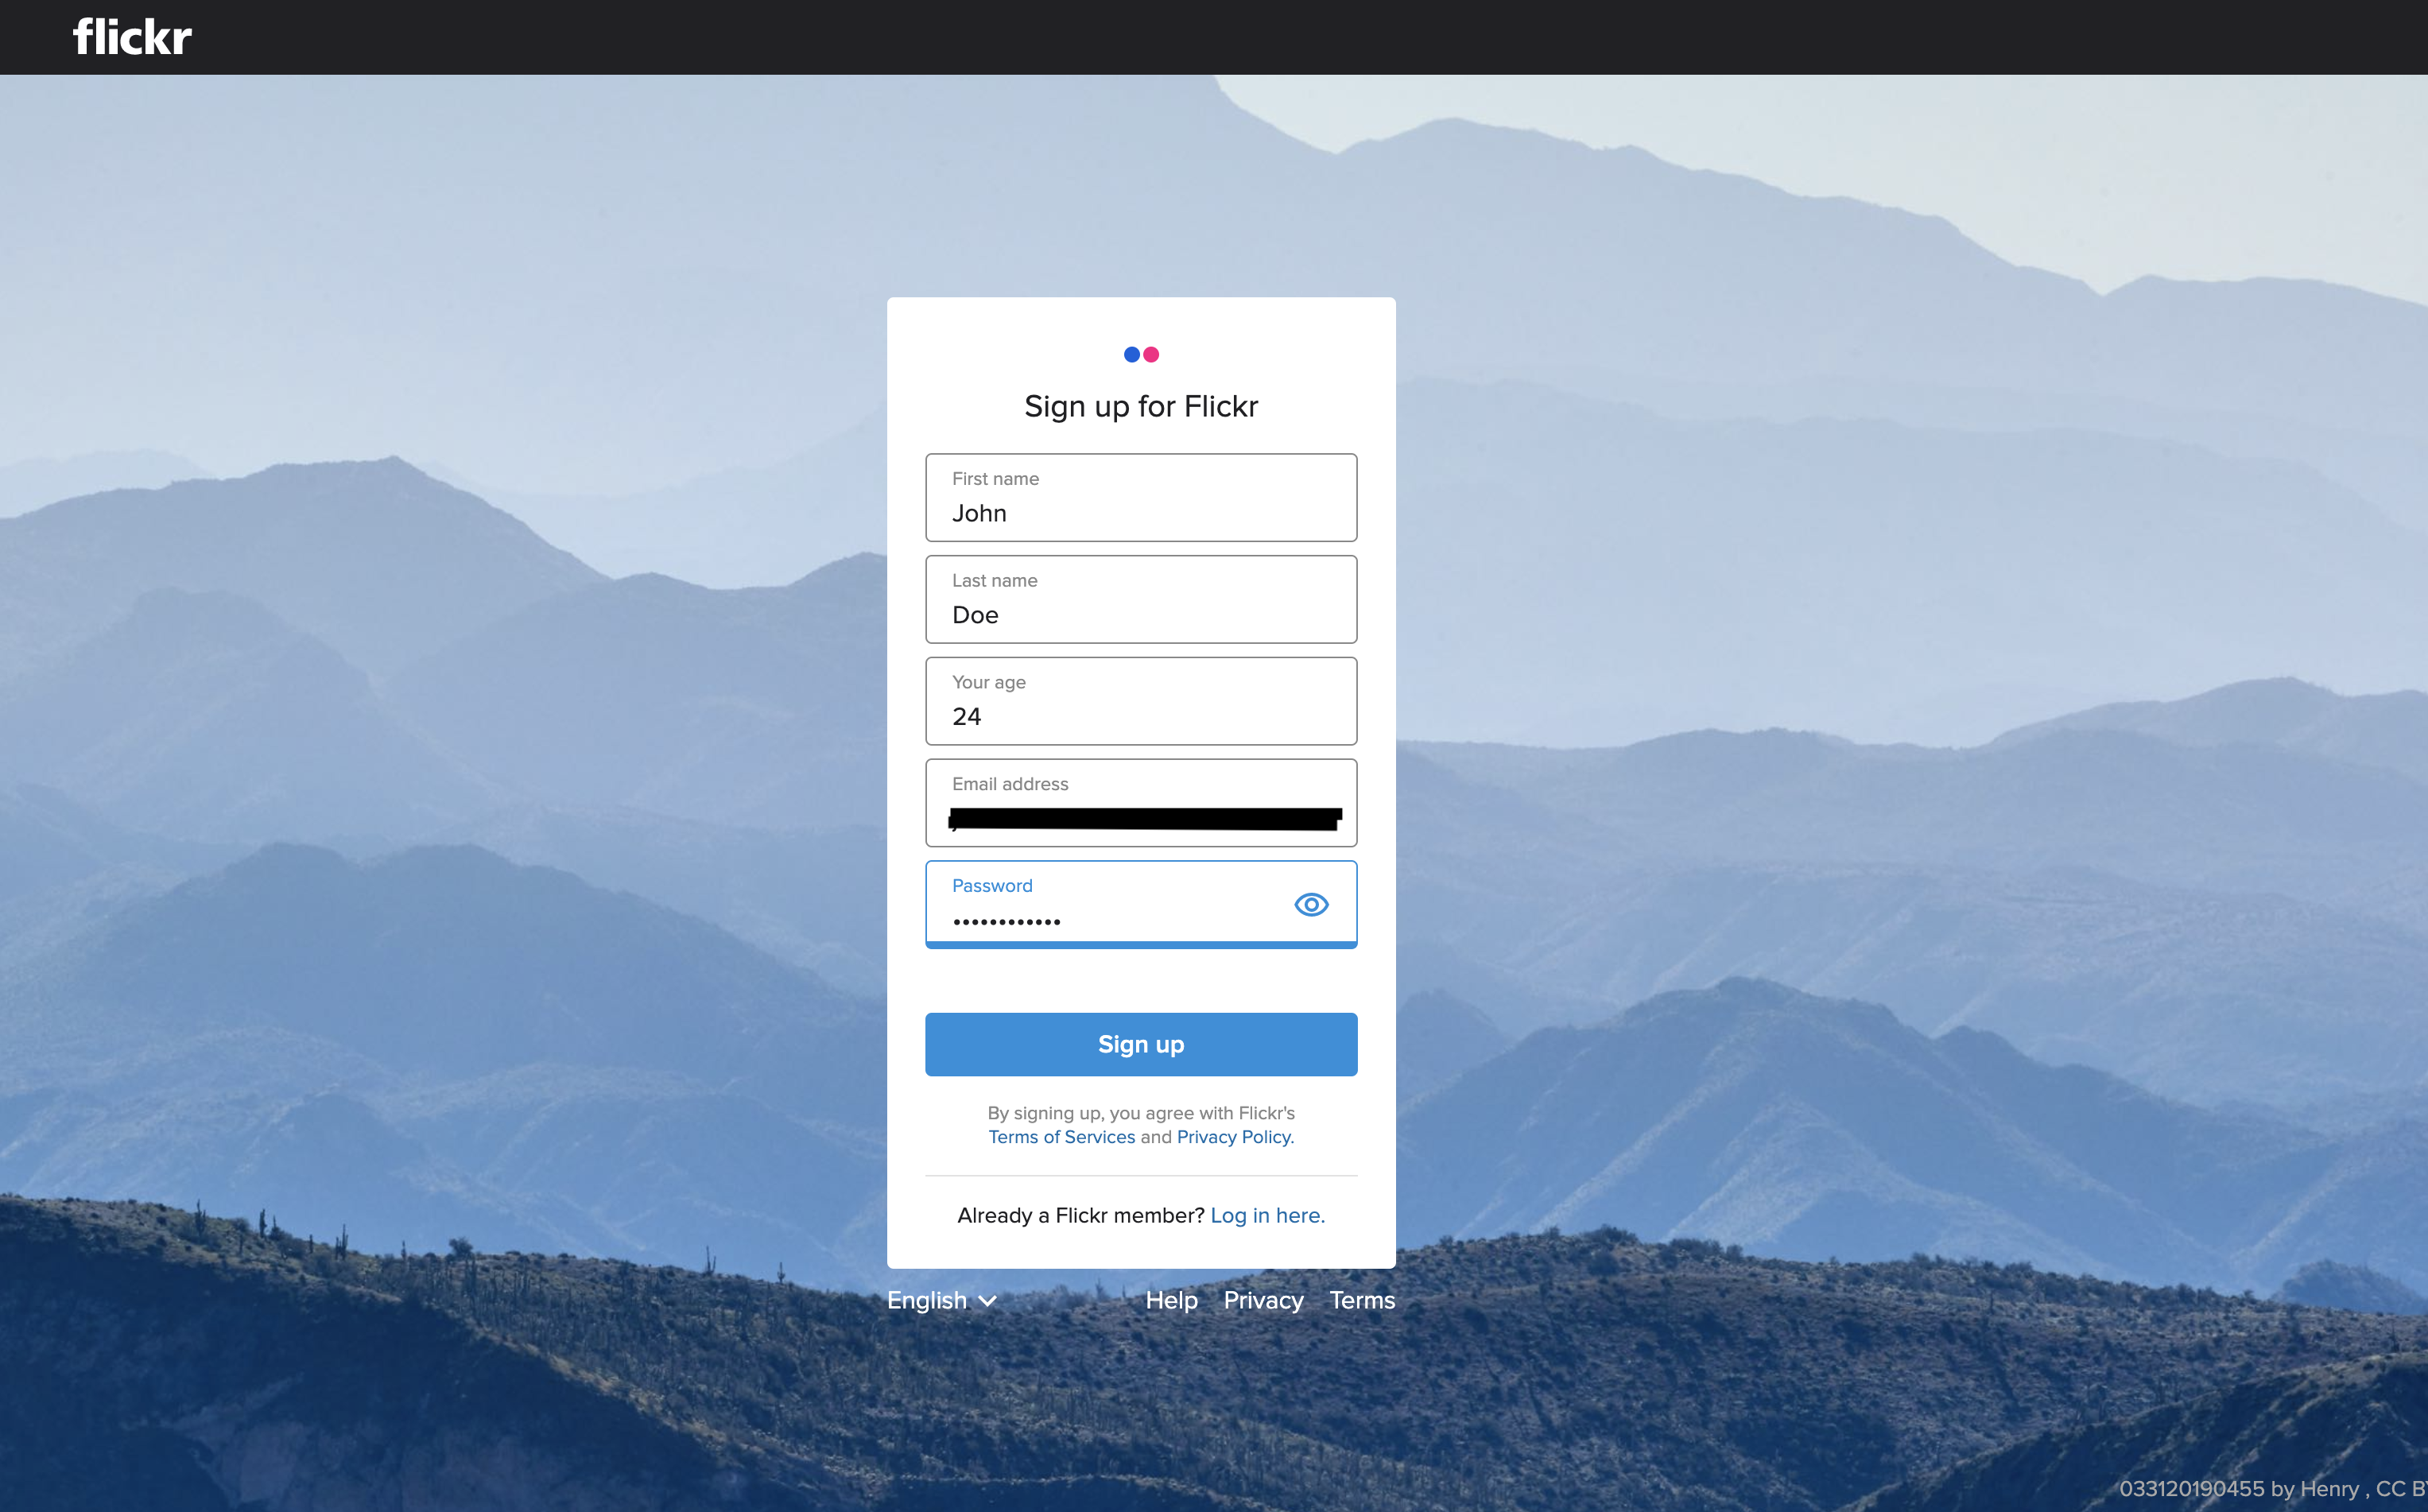 flickr
Sign up for Flickr
First name
John
Last name
Doe
Your age
24
Email address
Password
••••••••••••
Sign up
By signing up, you agree with Flickr's
Terms of Services and Privacy Policy.
Already a Flickr member? Log in here.
English Help Privacy Terms
033120190455 by Henry , CC